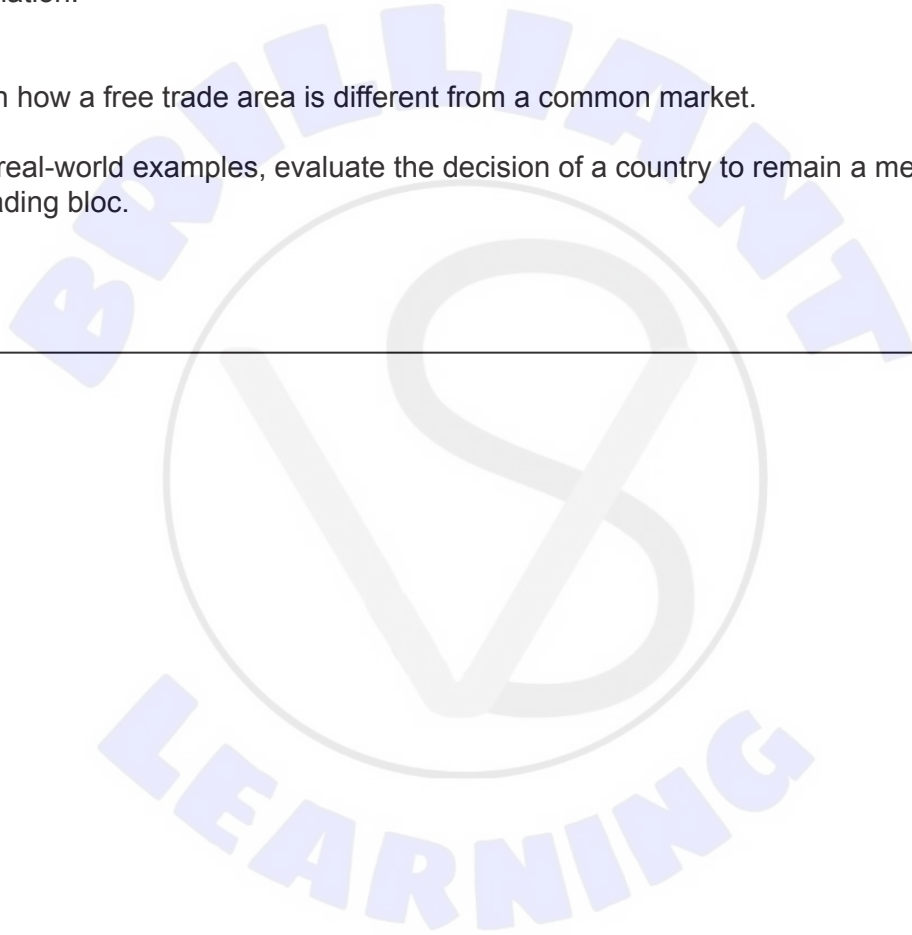 n how a free trade area is different from a common market.
real-world examples, evaluate the decision of a country to remain a me
ading bloc.
BRILLIANT
VS
LEARNING